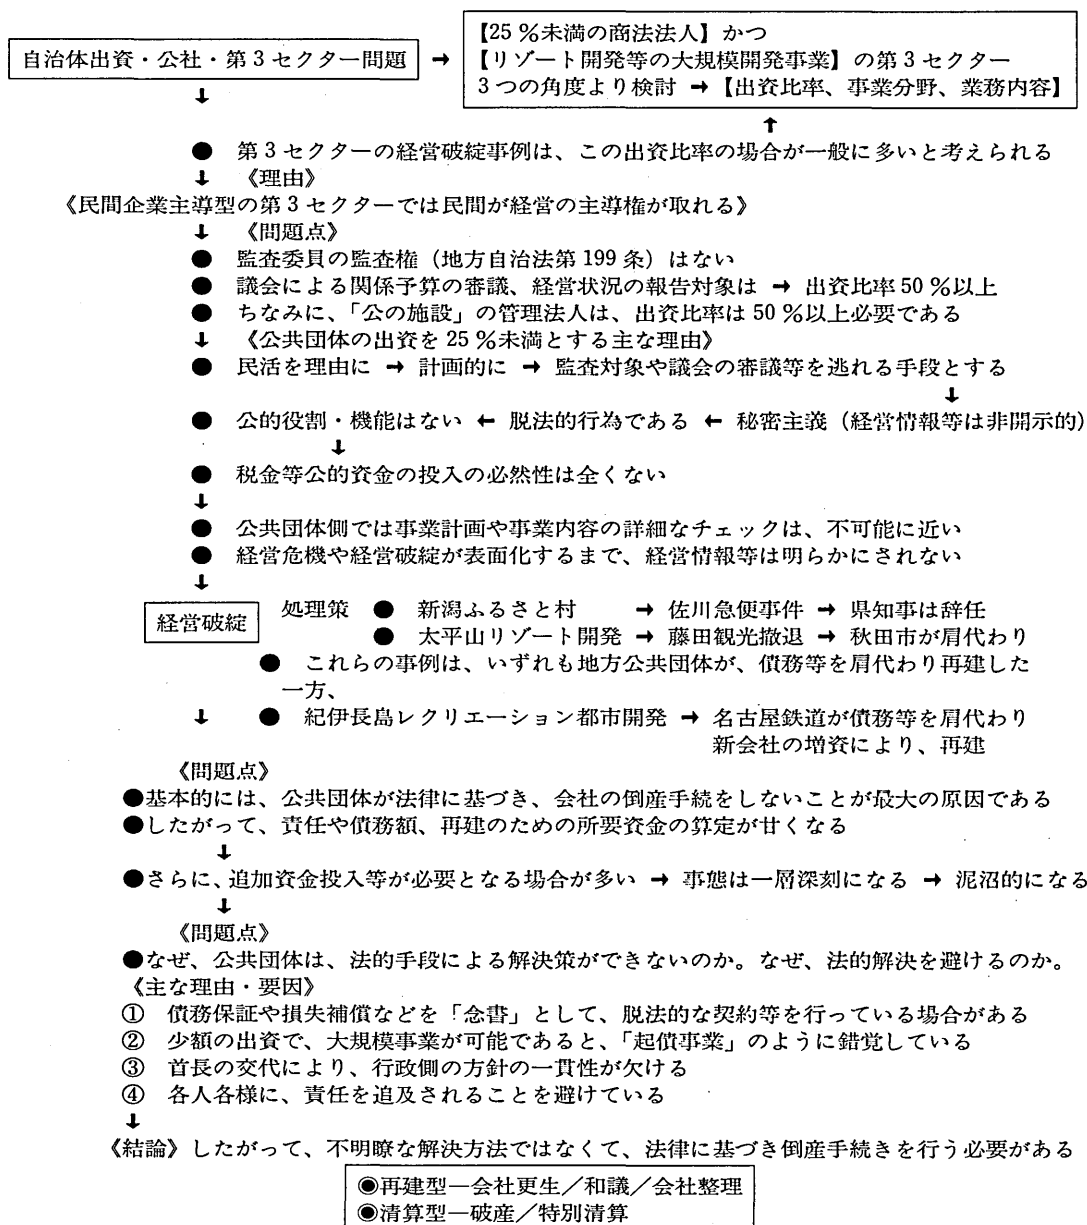 【25％未満の商法法人】かつ
自治体出資・公社・第3セクター問題 → 【リゾート開発等の大規模開発事業】の第3セクター
↓ 3つの角度より検討 → 【出資比率、事業分野、業務内容】
↑
● 第3セクターの経営破綻事例は、この出資比率の場合が一般に多いと考えられる
↓ 《理由》
《民間企業主導型の第3セクターでは民間が経営の主導権が取れる》
↓ 《問題点》
● 監査委員の監査権（地方自治法第199条）はない
● 議会による関係予算の審議、経営状況の報告対象は → 出資比率50％以上
● ちなみに、「公の施設」の管理法人は、出資比率は50％以上必要である
↓ 《公共団体の出資を25％未満とする主な理由》
● 民活を理由に → 計画的に → 監査対象や議会の審議等を逃れる手段とする
↓
● 公的役割・機能はない ← 脱法的行為である ← 秘密主義（経営情報等は非開示的）
↓
● 税金等公的資金の投入の必然性は全くない
↓
● 公共団体側では事業計画や事業内容の詳細なチェックは、不可能に近い
● 経営危機や経営破綻が表面化するまで、経営情報等は明らかにされない
↓
経営破綻 処理策 ● 新潟ふるさと村 → 佐川急便事件 → 県知事は辞任
● 太平山リゾート開発 → 藤田観光撤退 → 秋田市が肩代わり
● これらの事例は、いずれも地方公共団体が、債務等を肩代わり再建した
一方、
↓ ● 紀伊長島レクリエーション都市開発 → 名古屋鉄道が債務等を肩代わり
新会社の増資により、再建
《問題点》
●基本的には、公共団体が法律に基づき、会社の倒産手続をしないことが最大の原因である
●したがって、責任や債務額、再建のための所要資金の算定が甘くなる
↓
●さらに、追加資金投入等が必要となる場合が多い → 事態は一層深刻になる → 泥沼的になる
↓
《問題点》
●なぜ、公共団体は、法的手段による解決策ができないのか。なぜ、法的解決を避けるのか。
《主な理由・要因》
① 債務保証や損失補償などを「念書」として、脱法的な契約等を行っている場合がある
② 少額の出資で、大規模事業が可能であると、「起債事業」のように錯覚している
③ 首長の交代により、行政側の方針の一貫性が欠ける
④ 各人各様に、責任を追及されることを避けている
↓
《結論》したがって、不明瞭な解決方法ではなくて、法律に基づき倒産手続きを行う必要がある
◉再建型―会社更生／和議／会社整理
◉清算型―破産／特別清算